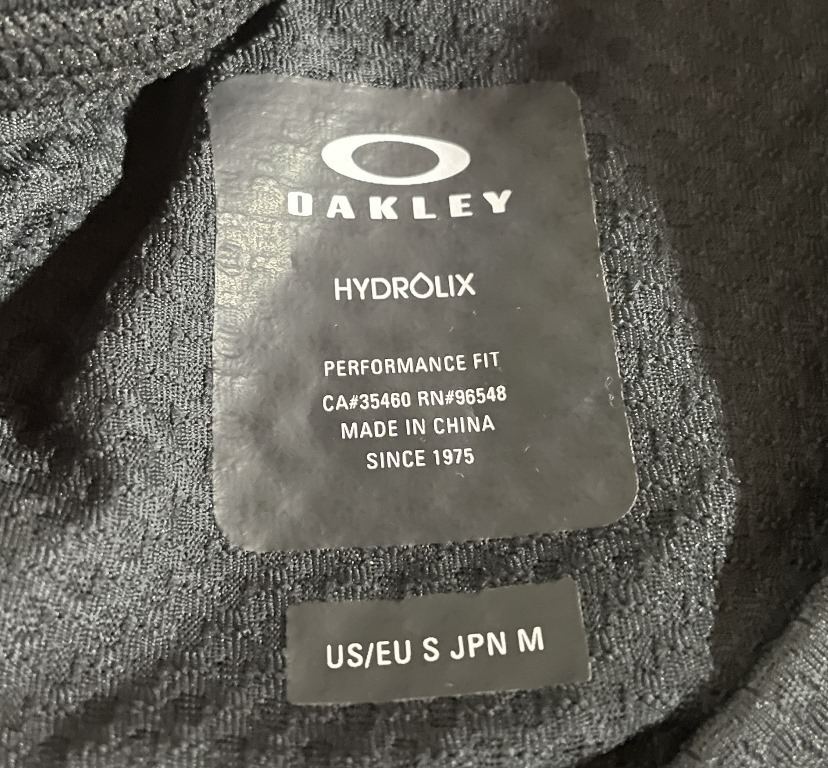 OAKLEY
HYDROLIX
PERFORMANCE FIT
CA#35460 RN#96548
MADE IN CHINA
SINCE 1975
US/EU S JPN M